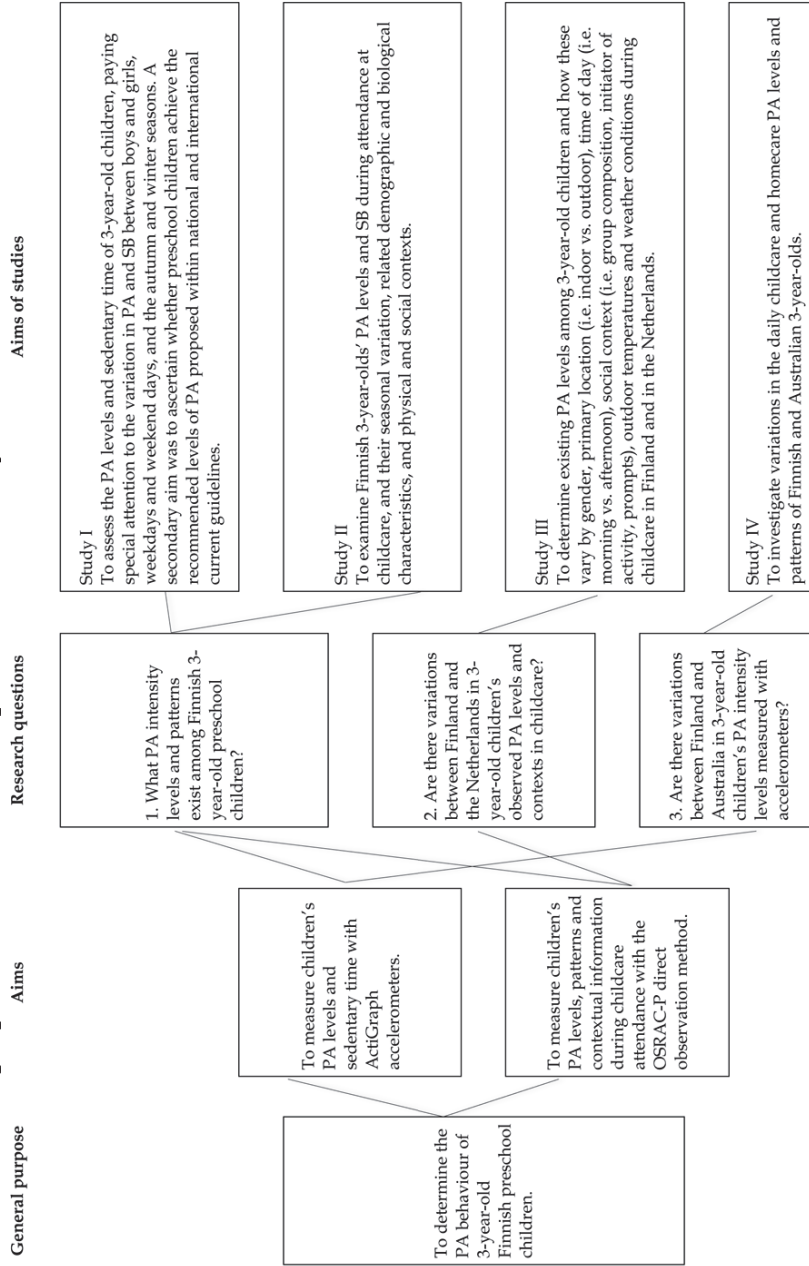 General purpose
Aims
Research questions
Aims of studies
To determine the
PA behaviour of
3-year-old
Finnish preschool
children.
To measure children's
PA levels and
sedentary time with
ActiGraph
accelerometers.
To measure children's
PA levels, patterns and
contextual information
during childcare
attendance with the
OSRAC-P direct
observation method.
1. What PA intensity
levels and patterns
exist among Finnish 3-
year-old preschool
children?
2. Are there variations
between Finland and
the Netherlands in 3-
year-old children's
observed PA levels and
contexts in childcare?
3. Are there variations
between Finland and
Australia in 3-year-old
children's PA intensity
levels measured with
accelerometers?
Study I
To assess the PA levels and sedentary time of 3-year-old children, paying
special attention to the variation in PA and SB between boys and girls,
weekdays and weekend days, and the autumn and winter seasons. A
secondary aim was to ascertain whether preschool children achieve the
recommended levels of PA proposed within national and international
current guidelines.
Study II
To examine Finnish 3-year-olds' PA levels and SB during attendance at
childcare, and their seasonal variation, related demographic and biological
characteristics, and physical and social contexts.
Study III
To determine existing PA levels among 3-year-old children and how these
vary by gender, primary location (i.e. indoor vs. outdoor), time of day (i.e.
morning vs. afternoon), social context (i.e. group composition, initiator of
activity, prompts), outdoor temperatures and weather conditions during
childcare in Finland and in the Netherlands.
Study IV
To investigate variations in the daily childcare and homecare PA levels and
patterns of Finnish and Australian 3-year-olds.